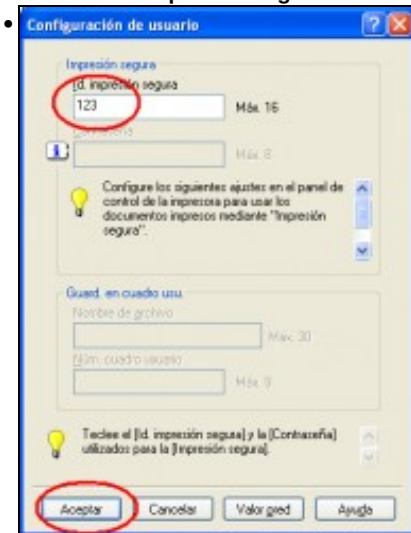 Configuración de usuario
Impresión segura
Id. impresión segura
123
Máx. 16
Contraseña
Máx. 8
Configure los siguientes ajustes en el panel de
control de la impresora para usar los
documentos impresos mediante "Impresión
segura".
Guard. en cuadro usu.
Nombre de archivo
Máx. 30
Núm. cuadro usuario
Máx. 9
Teclee el [Id. impresión segura] y la [Contraseña]
utilizados para la [Impresión segura].
Aceptar
Cancelar
Valor pred
Ayuda